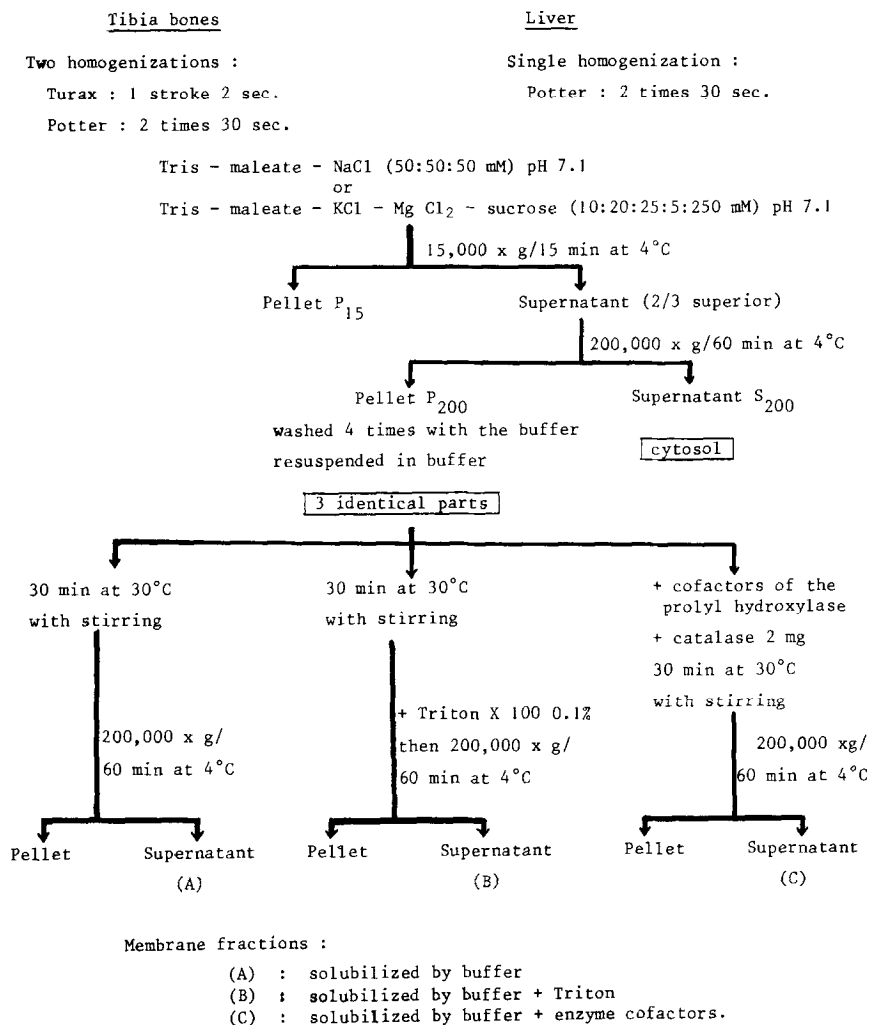 Tibia bones
Liver
Two homogenizations :
Turax : 1 stroke 2 sec.
Potter : 2 times 30 sec.
Single homogenization :
Potter : 2 times 30 sec.
Tris - maleate - NaCl (50:50:50 mM) pH 7.1
or
Tris - maleate - KCl - Mg Cl2 - sucrose (10:20:25:5:250 mM) pH 7.1
15,000 x g/15 min at 4°C
Pellet P15
Supernatant (2/3 superior)
200,000 x g/60 min at 4°C
Pellet P200
Supernatant S200
washed 4 times with the buffer
resuspended in buffer
cytosol
3 identical parts
30 min at 30°C
with stirring
200,000 x g/
60 min at 4°C
Pellet
Supernatant
(A)
30 min at 30°C
with stirring
+ Triton X 100 0.1%
then 200,000 x g/
60 min at 4°C
Pellet
Supernatant
(B)
+ cofactors of the
prolyl hydroxylase
+ catalase 2 mg
30 min at 30°C
with stirring
200,000 xg/
60 min at 4°C
Pellet
Supernatant
(C)
Membrane fractions :
(A) : solubilized by buffer
(B) : solubilized by buffer + Triton
(C) : solubilized by buffer + enzyme cofactors.